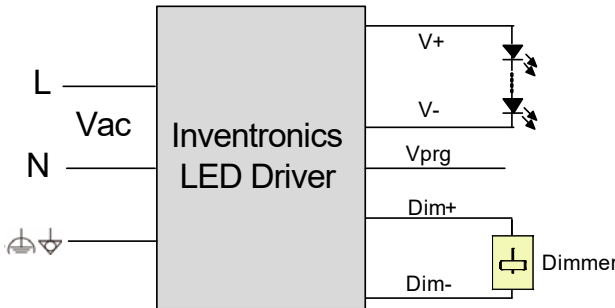 L
Vac
N
Inventronics
LED Driver
V+
V-
Vprg
Dim+
Dim-
Dimmer